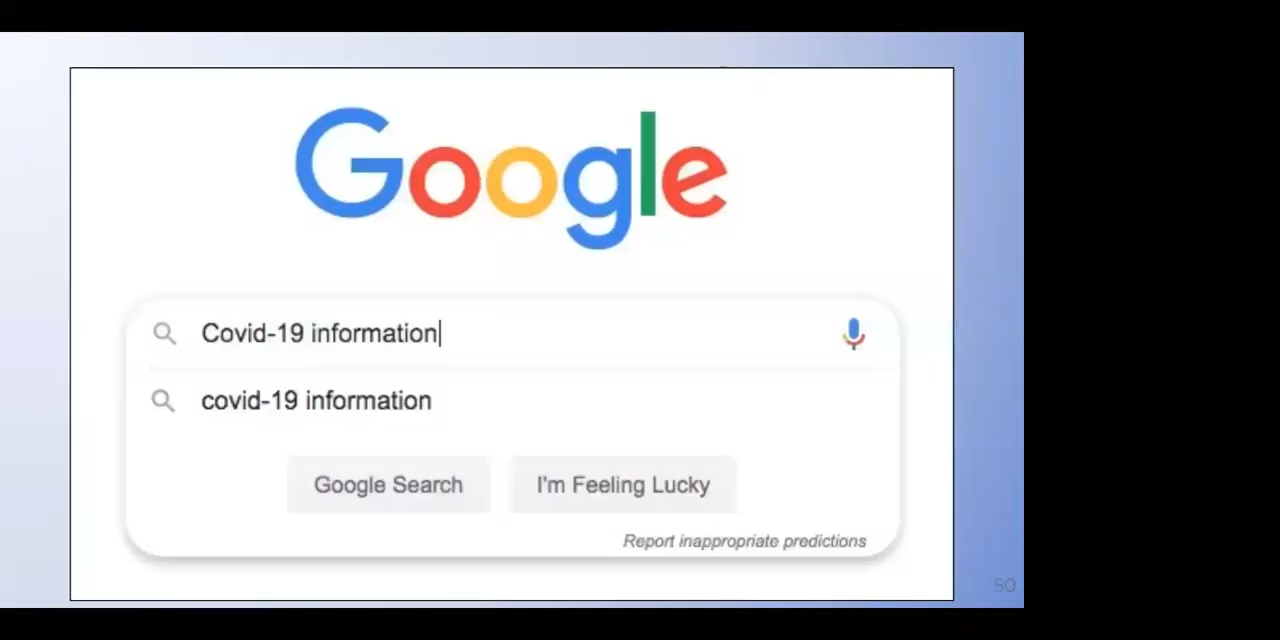 Google
Covid-19 information
covid-19 information
Google Search
I'm Feeling Lucky
Report inappropriate predictions
50